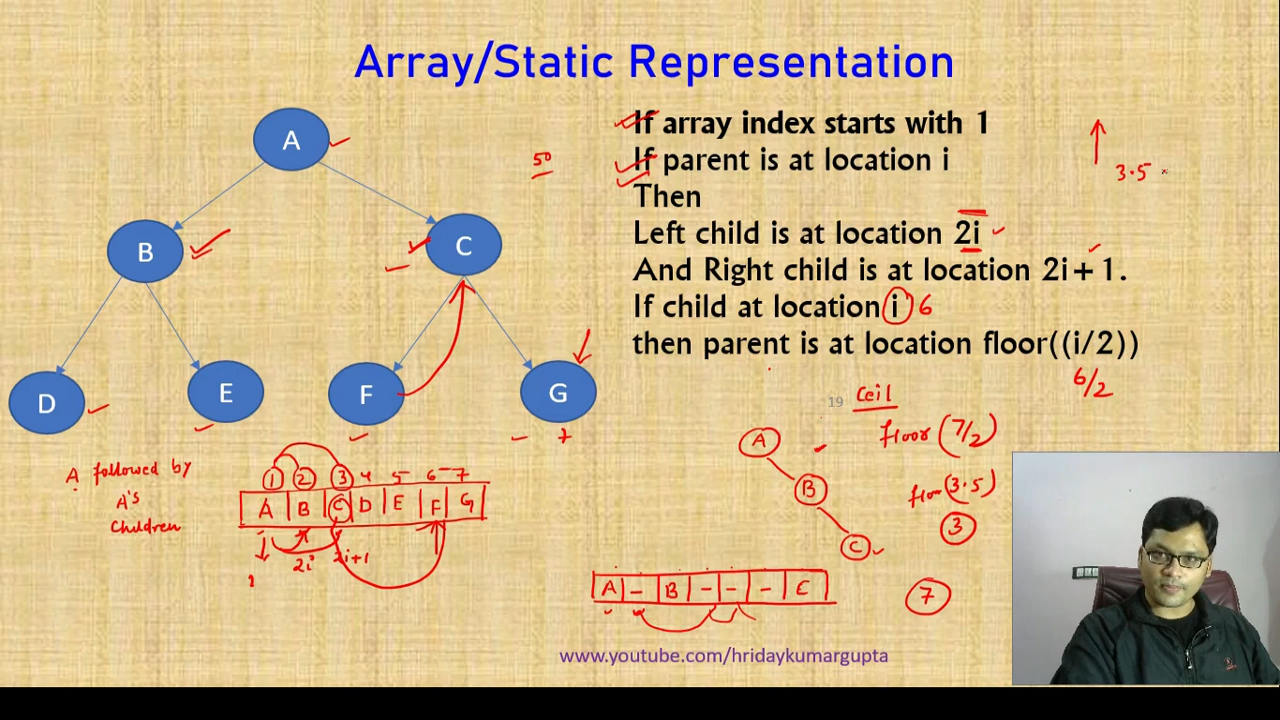 Array/Static Representation
A
B
C
D
E
F
G
7
50
If array index starts with 1
If parent is at location i
Then
Left child is at location 2i
And Right child is at location 2i+1.
If child at location i 6
then parent is at location floor((i/2))
3.5
6/2
19
Ceil
floor (7/2)
floor (3.5)
3
7
A followed by
A's
Children
1 2 3 4 5 6 7
A B C D E F G
2i 2i+1
A
B
C
A - B - - - C
www.youtube.com/hridaykumargupta